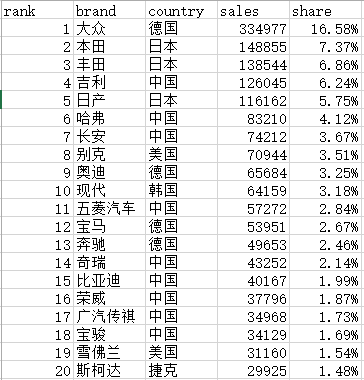 rank brand country sales share
1 大众 德国 334977 16.58%
2 本田 日本 148855 7.37%
3 丰田 日本 138544 6.86%
4 吉利 中国 126045 6.24%
5 日产 日本 116162 5.75%
6 哈弗 中国 83210 4.12%
7 长安 中国 74212 3.67%
8 别克 美国 70944 3.51%
9 奥迪 德国 65684 3.25%
10 现代 韩国 64159 3.18%
11 五菱汽车 中国 57272 2.84%
12 宝马 德国 53951 2.67%
13 奔驰 德国 49653 2.46%
14 奇瑞 中国 43252 2.14%
15 比亚迪 中国 40167 1.99%
16 荣威 中国 37796 1.87%
17 广汽传祺 中国 34968 1.73%
18 宝骏 中国 34129 1.69%
19 雪佛兰 美国 31160 1.54%
20 斯柯达 捷克 29925 1.48%